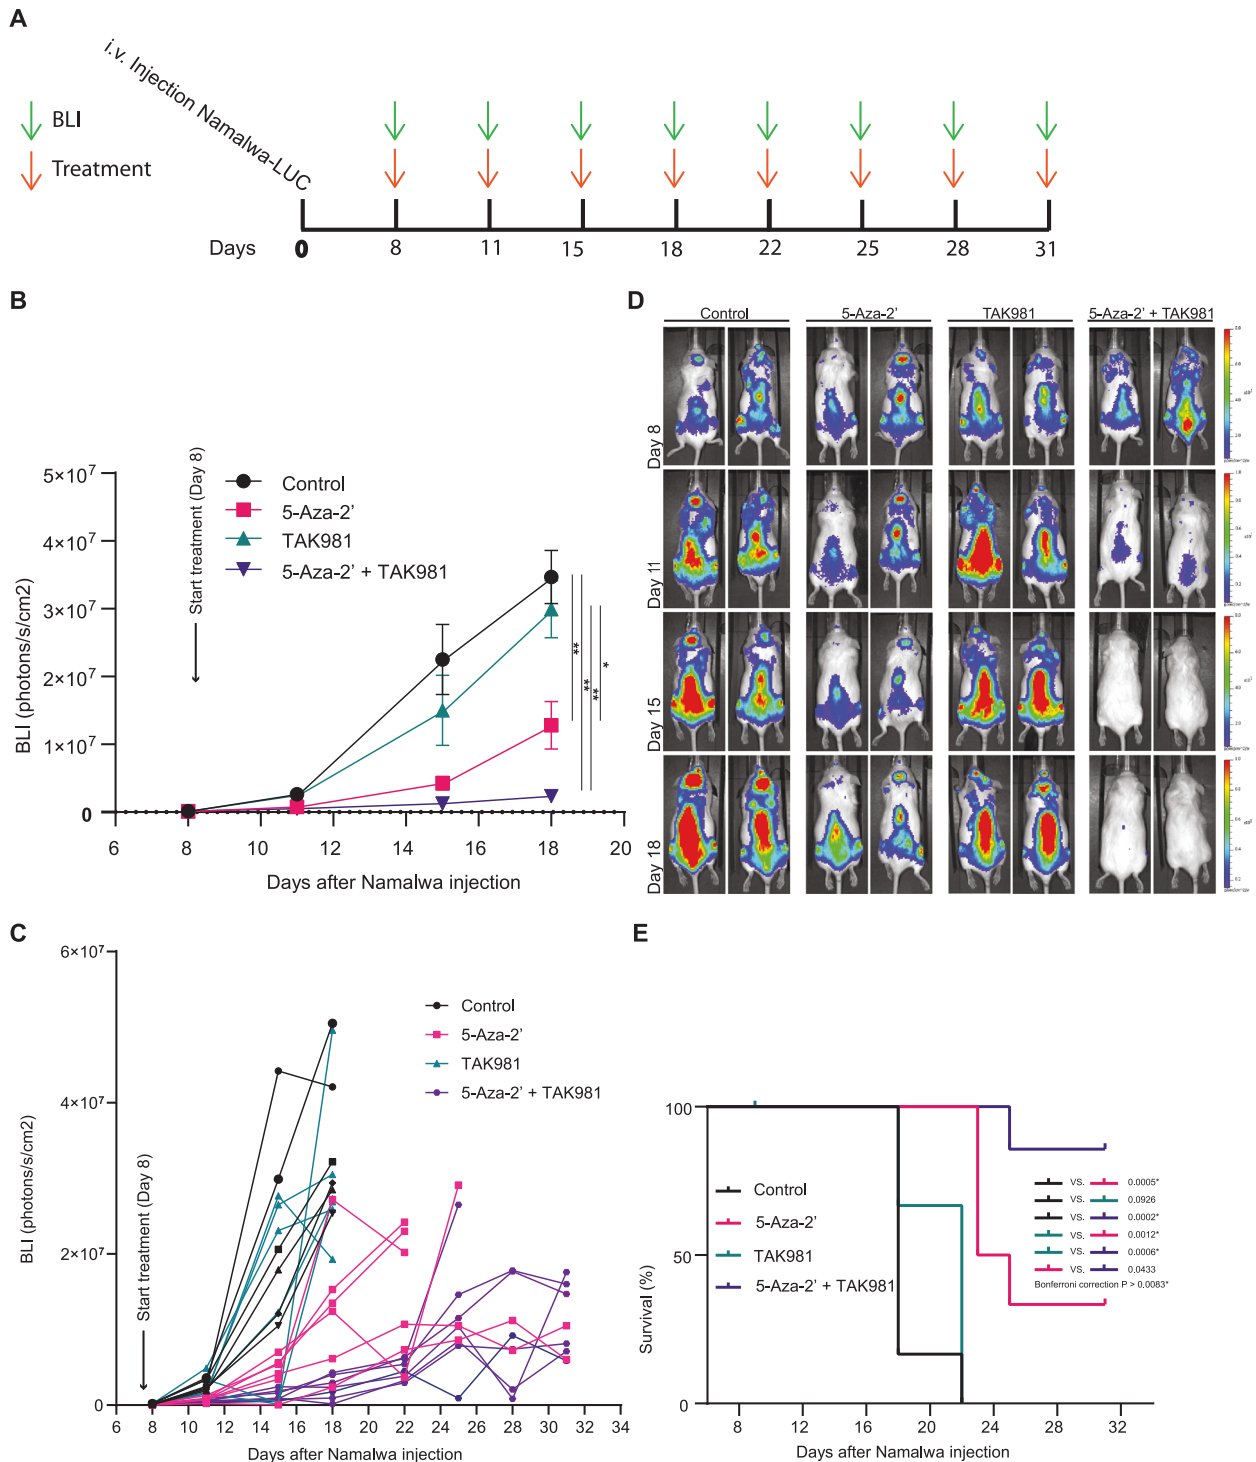 A
i.v. Injection Namalwa-LUC
BLI
Treatment
Days
0 8 11 15 18 22 25 28 31
B
5×10⁷
4×10⁷
3×10⁷
2×10⁷
1×10⁷
0
BLI (photons/s/cm2)
Start treatment (Day 8)
Control
5-Aza-2'
TAK981
5-Aza-2' + TAK981
**
**
**
*
6 8 10 12 14 16 18 20
Days after Namalwa injection
D
Control 5-Aza-2' TAK981 5-Aza-2' + TAK981
Day 8
Day 11
Day 15
Day 18
C
6×10⁷
4×10⁷
2×10⁷
0
BLI (photons/s/cm2)
Start treatment (Day 8)
Control
5-Aza-2'
TAK981
5-Aza-2' + TAK981
6 8 10 12 14 16 18 20 22 24 26 28 30 32 34
Days after Namalwa injection
E
100
50
0
Survival (%)
Control
5-Aza-2'
TAK981
5-Aza-2' + TAK981
VS. 0.0005*
VS. 0.0926
VS. 0.0002*
VS. 0.0012*
VS. 0.0006*
VS. 0.0433
Bonferroni correction P > 0.0083*
8 12 16 20 24 28 32
Days after Namalwa injection